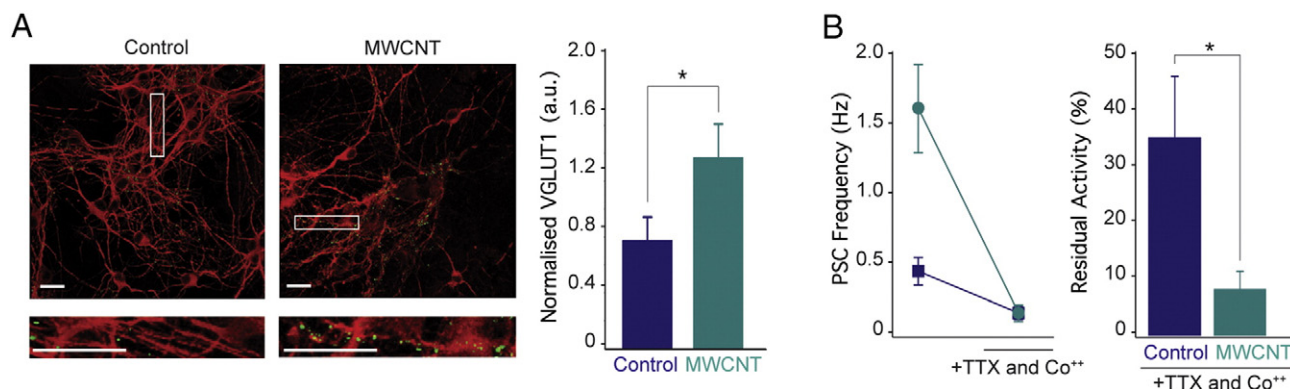 A
Control
MWCNT
Normalised VGLUT1 (a.u.)
2.0
1.6
1.2
0.8
0.4
0
*
Control MWCNT
B
PSC Frequency (Hz)
2.0
1.5
1.0
0.5
0
+TTX and Co++
Residual Activity (%)
50
40
30
20
10
0
*
Control MWCNT
+TTX and Co++